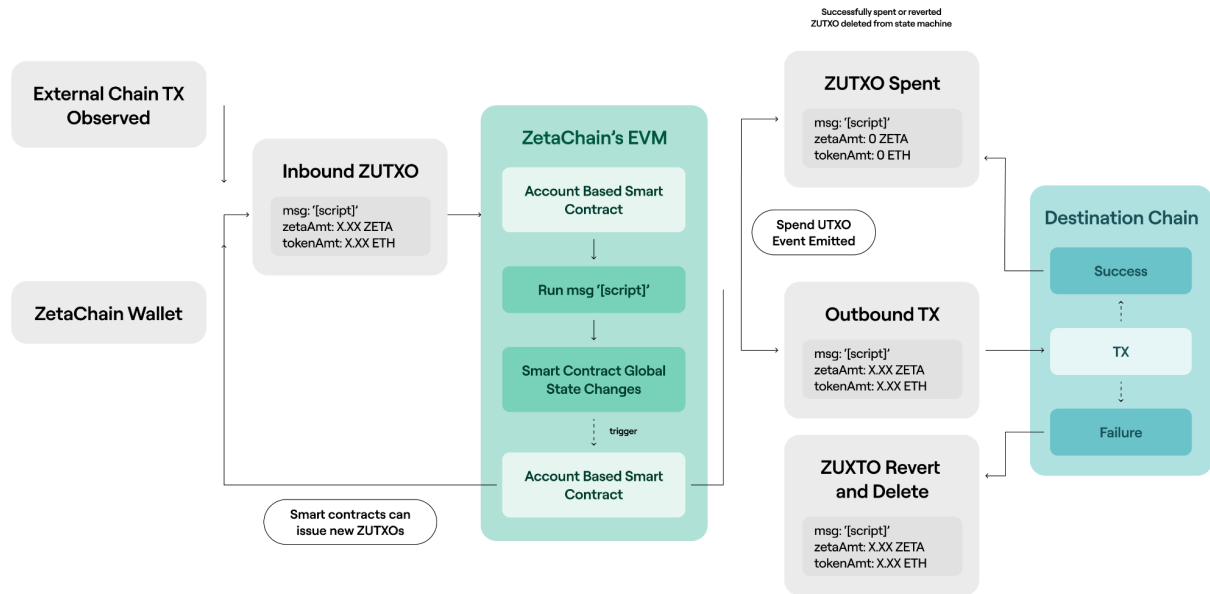 Successfully spent or reverted
ZUTXO deleted from state machine
External Chain TX
Observed
ZetaChain Wallet
Inbound ZUTXO
msg: '[script]'
zetaAmt: X.XX ZETA
tokenAmt: X.XX ETH
ZetaChain's EVM
Account Based Smart
Contract
Run msg '[script]'
Smart Contract Global
State Changes
trigger
Account Based Smart
Contract
Smart contracts can
issue new ZUTXOs
Spend UTXO
Event Emitted
ZUTXO Spent
msg: '[script]'
zetaAmt: 0 ZETA
tokenAmt: 0 ETH
Outbound TX
msg: '[script]'
zetaAmt: X.XX ZETA
tokenAmt: X.XX ETH
ZUXTO Revert
and Delete
msg: '[script]'
zetaAmt: X.XX ZETA
tokenAmt: X.XX ETH
Destination Chain
Success
TX
Failure